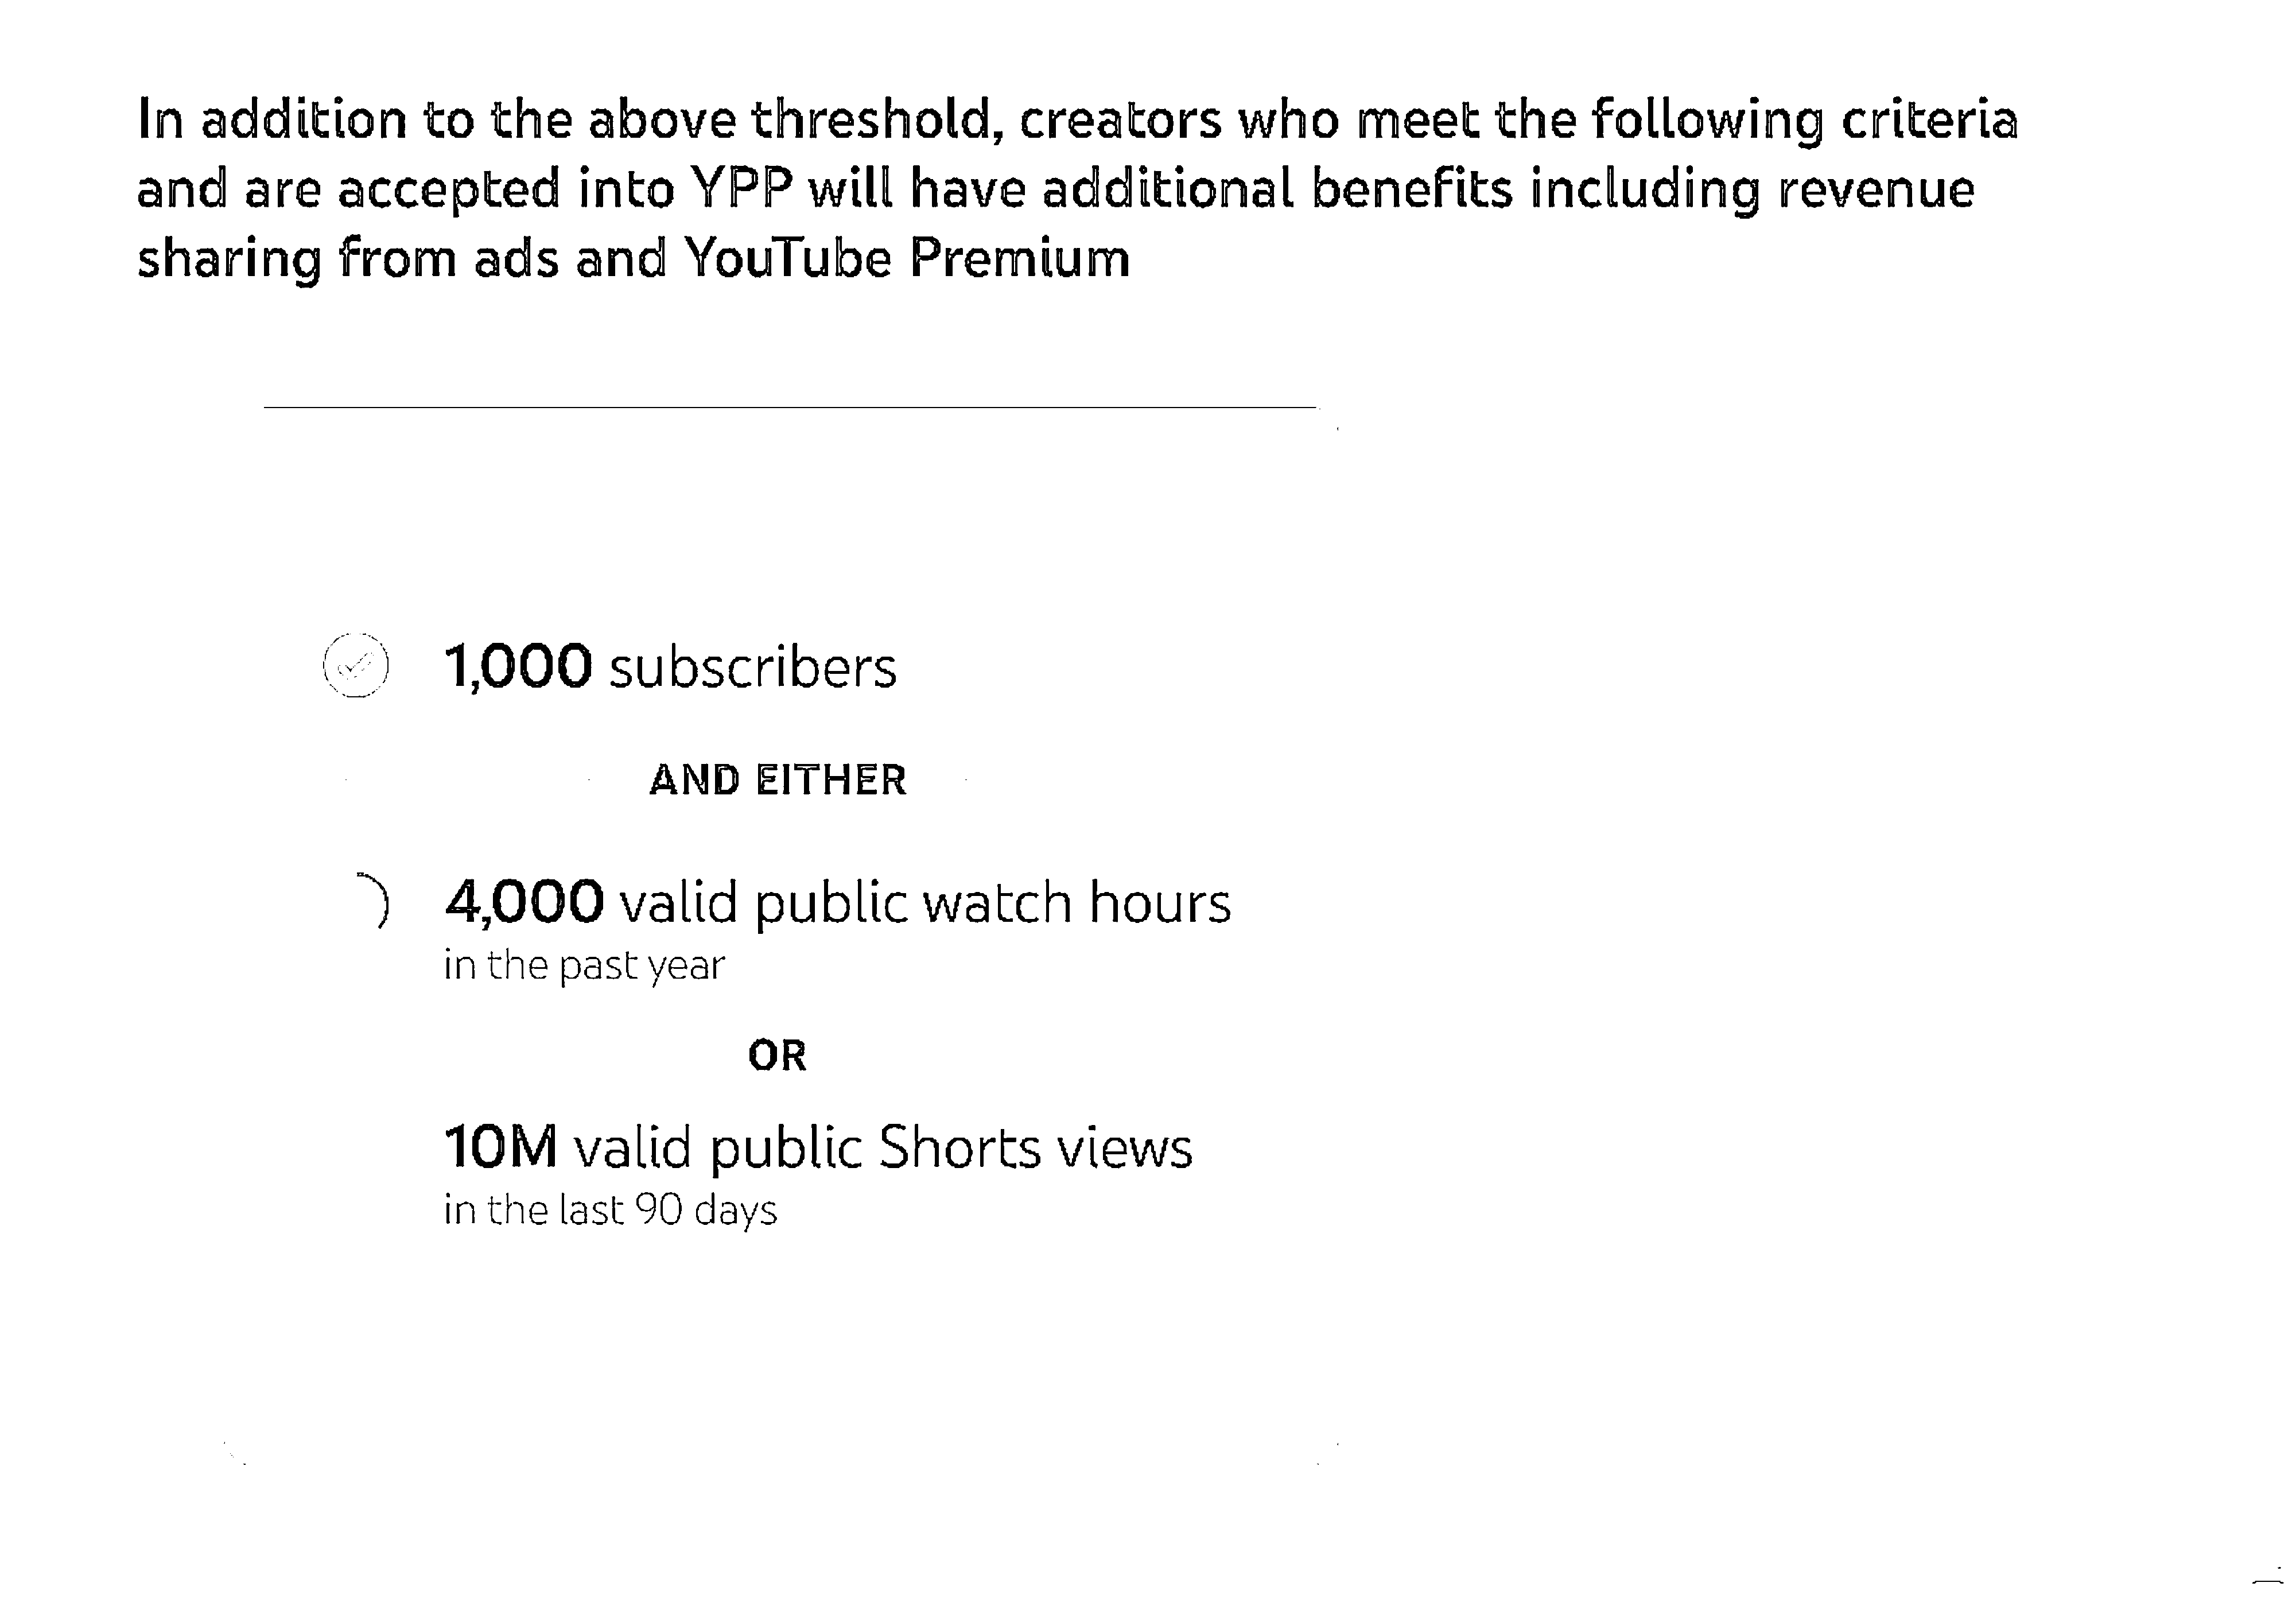 In addition to the above threshold, creators who meet the following criteria
and are accepted into YPP will have additional benefits including revenue
sharing from ads and YouTube Premium
1,000 subscribers
AND EITHER
4,000 valid public watch hours
in the past year
OR
10M valid public Shorts views
in the last 90 days